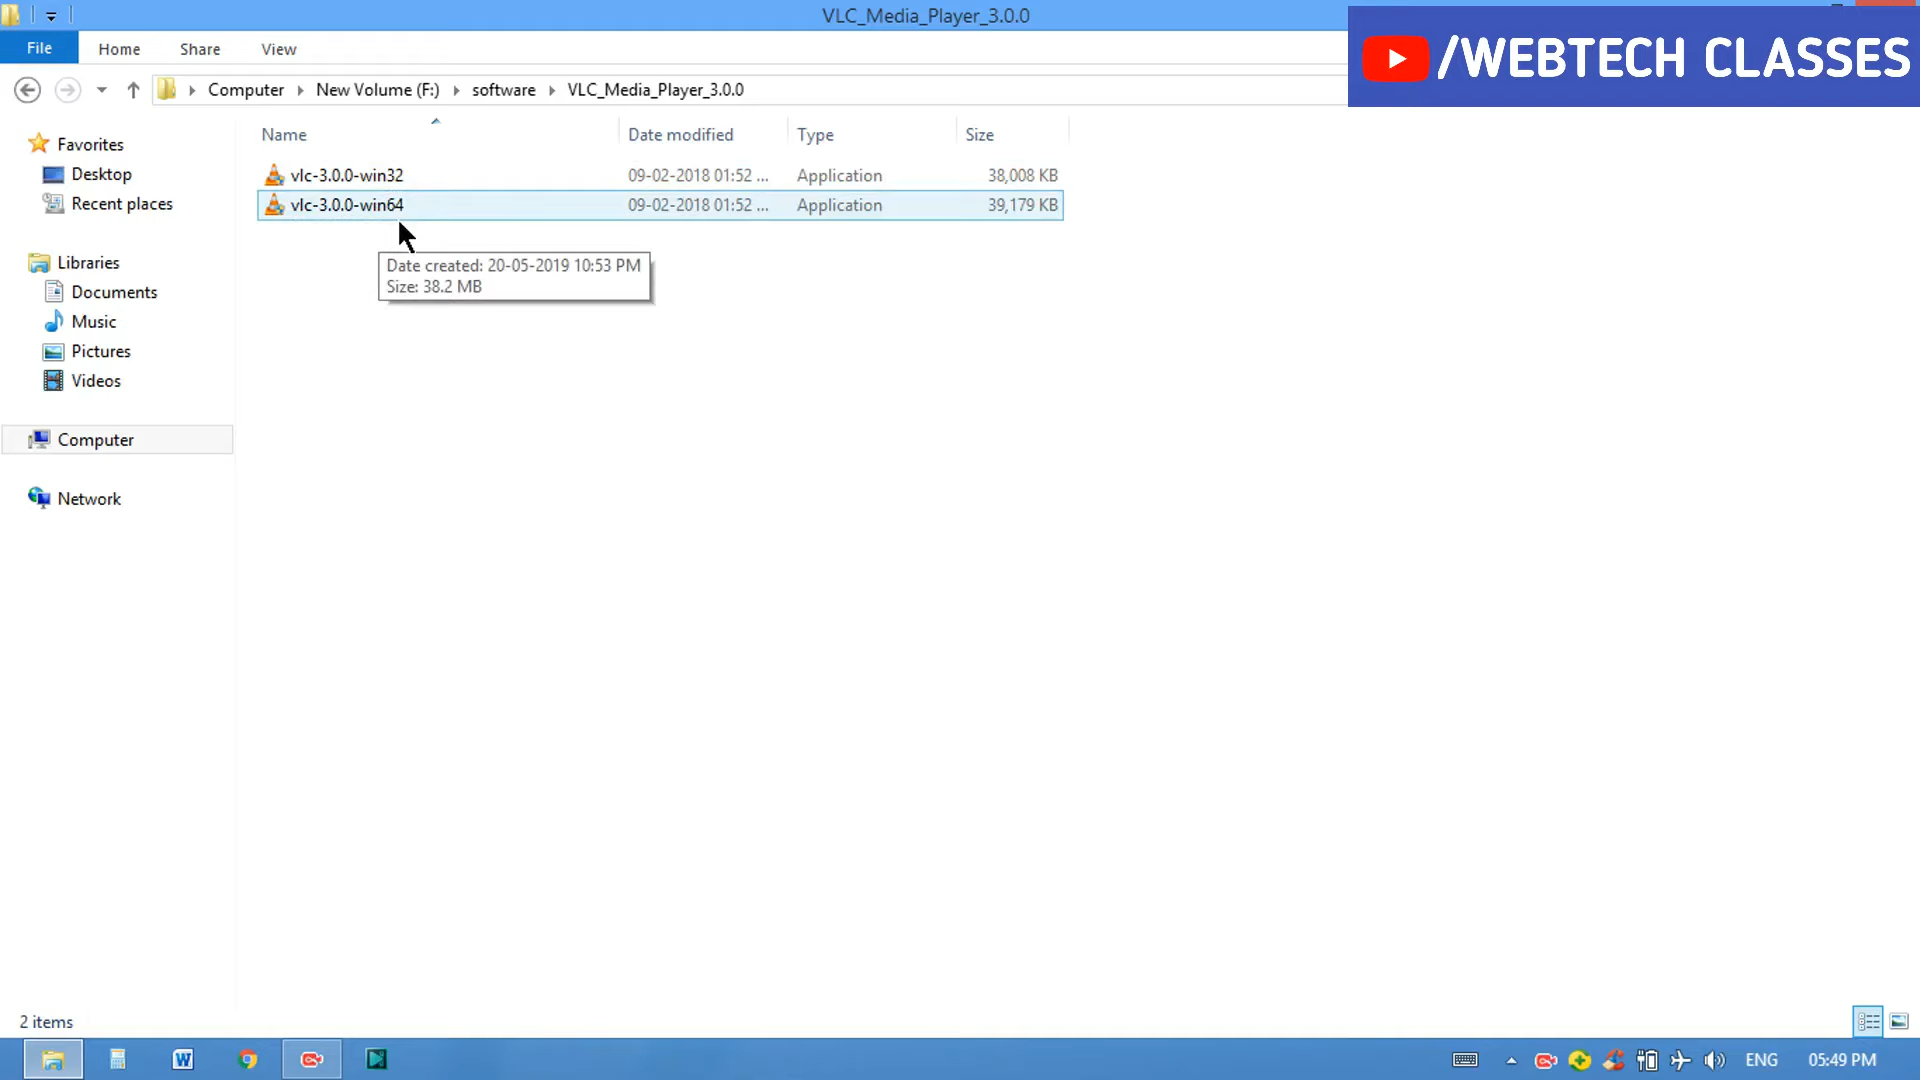 VLC_Media_Player_3.0.0
/WEBTECH CLASSES
File Home Share View
Computer New Volume (F:) software VLC_Media_Player_3.0.0
Name Date modified Type Size
vlc-3.0.0-win32 09-02-2018 01:52 ... Application 38,008 KB
vlc-3.0.0-win64 09-02-2018 01:52 ... Application 39,179 KB
Date created: 20-05-2019 10:53 PM
Size: 38.2 MB
Favorites
Desktop
Recent places
Libraries
Documents
Music
Pictures
Videos
Computer
Network
2 items
W
ENG 05:49 PM